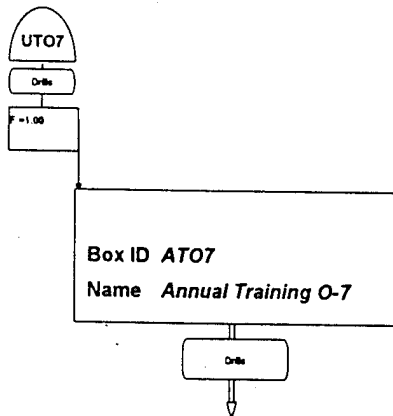 UTO7
Drills
F =1.00
Box ID ATO7
Name Annual Training O-7
Drills